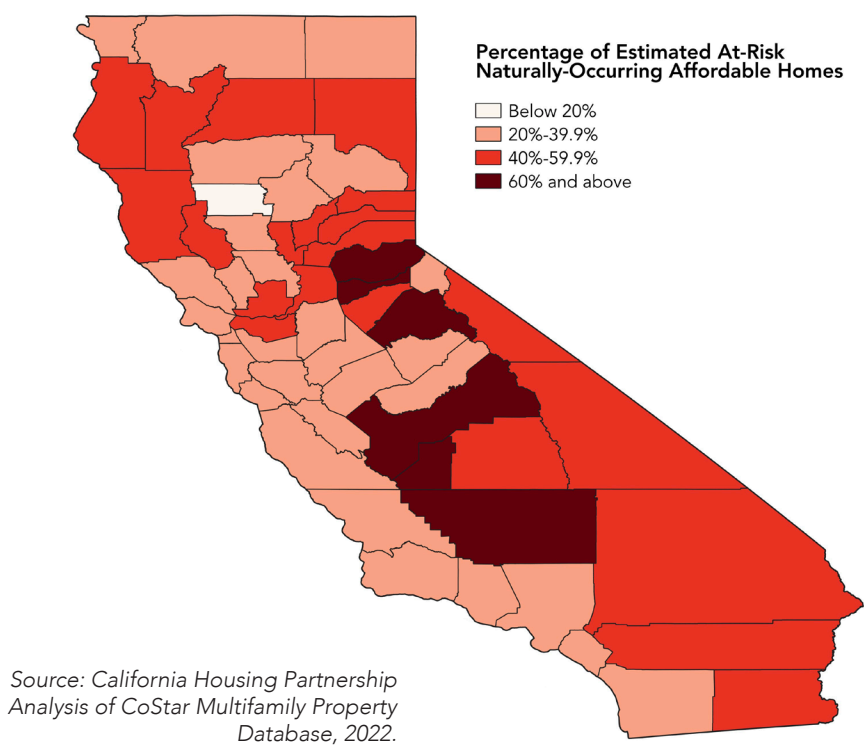 Percentage of Estimated At-Risk
Naturally-Occurring Affordable Homes
Below 20%
20%-39.9%
40%-59.9%
60% and above
Source: California Housing Partnership
Analysis of CoStar Multifamily Property
Database, 2022.